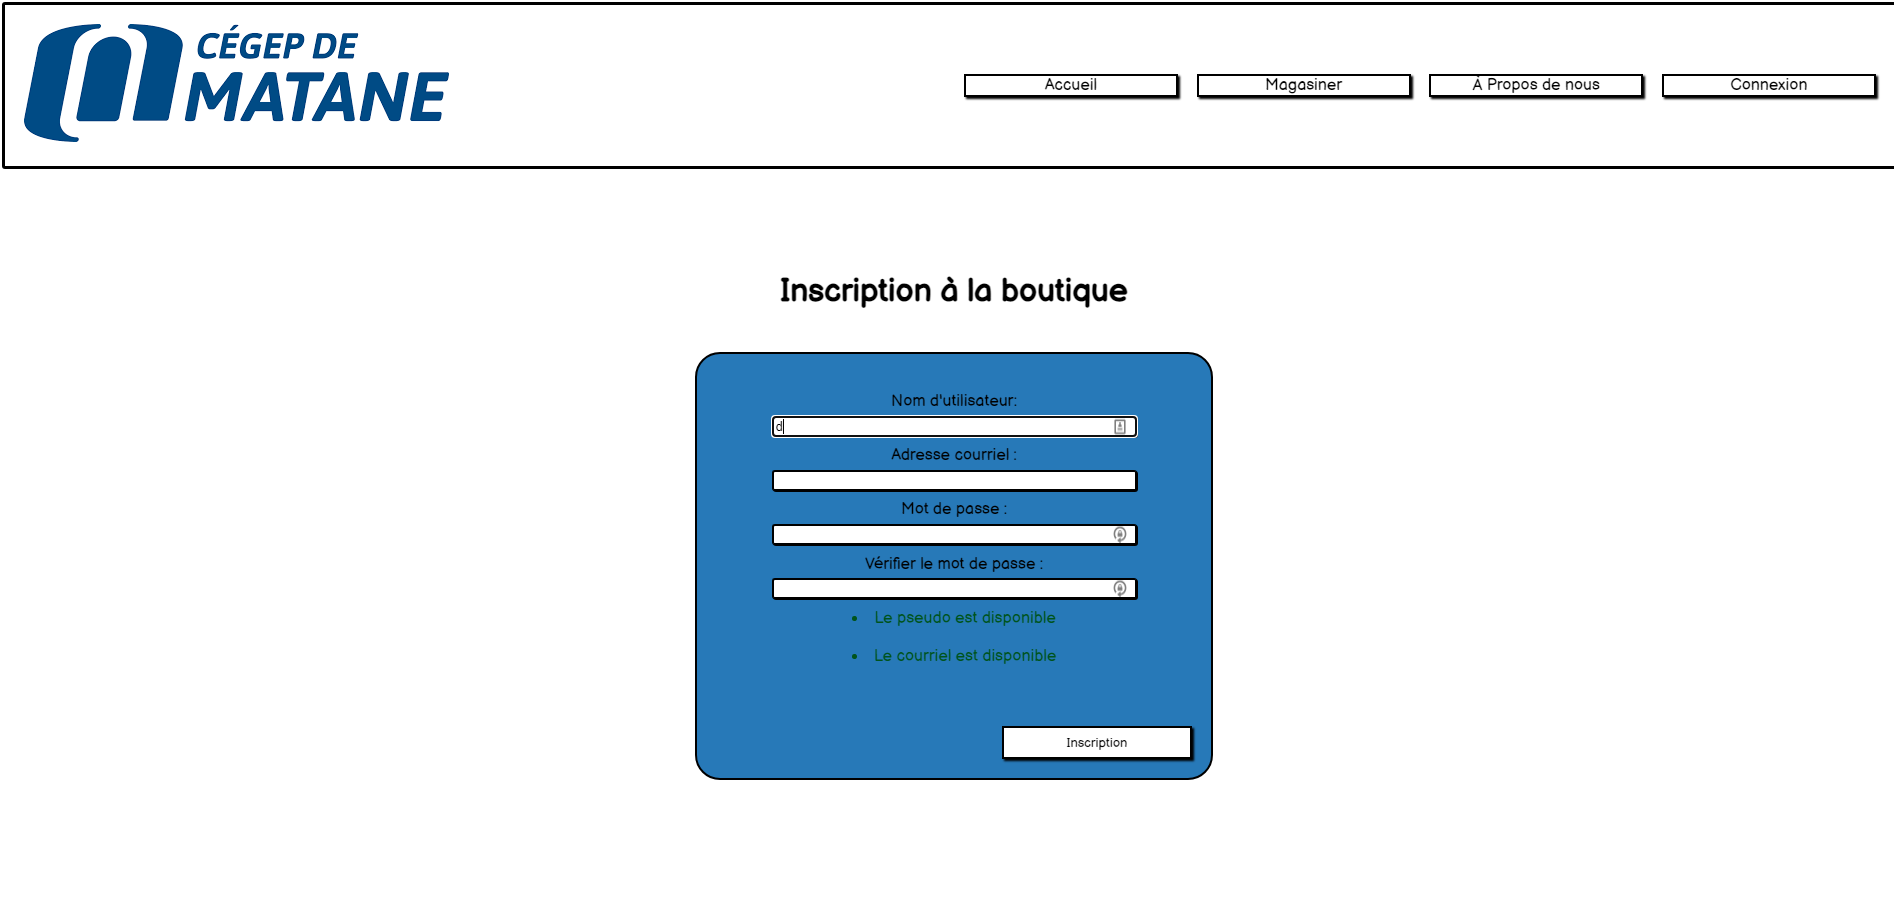 CÉGEP DE
MATANE
Accueil
Magasiner
À Propos de nous
Connexion
Inscription à la boutique
Nom d'utilisateur:
d
Adresse courriel :
Mot de passe :
Vérifier le mot de passe :
• Le pseudo est disponible
• Le courriel est disponible
Inscription